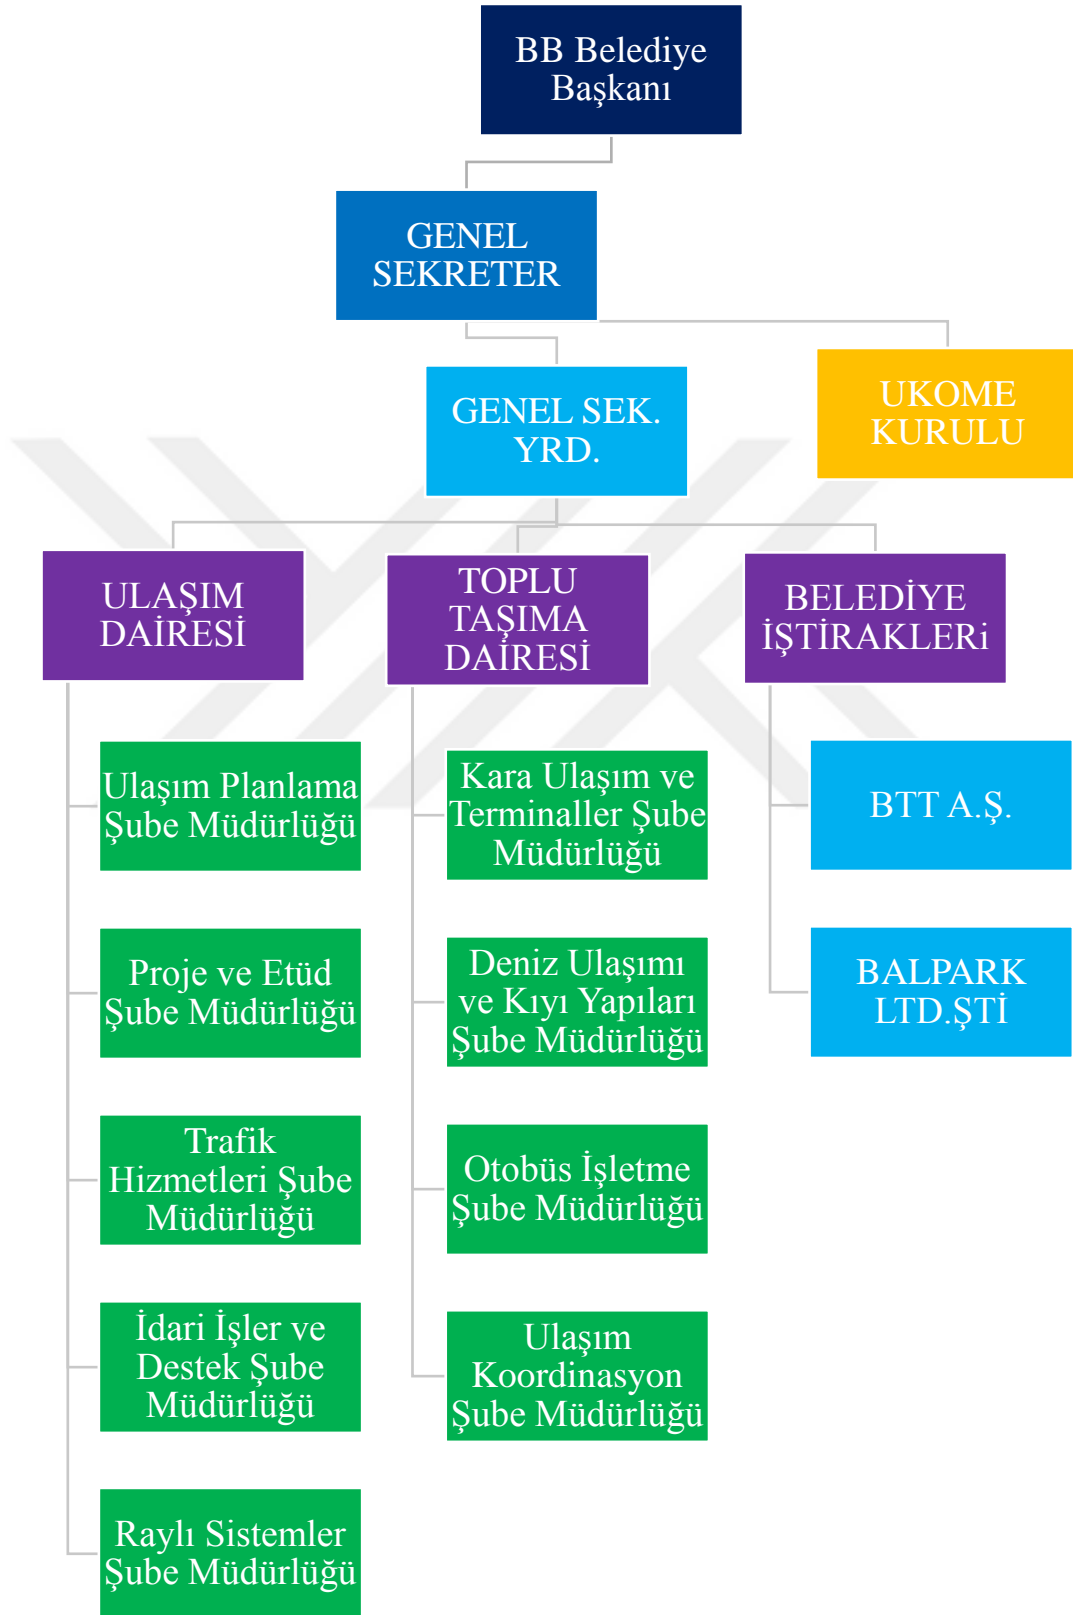 BB Belediye
Başkanı
GENEL
SEKRETER
GENEL SEK.
YRD.
UKOME
KURULU
ULAŞIM
DAİRESİ
TOPLU
TAŞIMA
DAİRESİ
BELEDİYE
İŞTİRAKLERi
Ulaşım Planlama
Şube Müdürlüğü
Proje ve Etüd
Şube Müdürlüğü
Trafik
Hizmetleri Şube
Müdürlüğü
İdari İşler ve
Destek Şube
Müdürlüğü
Raylı Sistemler
Şube Müdürlüğü
Kara Ulaşım ve
Terminaller Şube
Müdürlüğü
Deniz Ulaşımı
ve Kıyı Yapıları
Şube Müdürlüğü
Otobüs İşletme
Şube Müdürlüğü
Ulaşım
Koordinasyon
Şube Müdürlüğü
BTT A.Ş.
BALPARK
LTD.ŞTİ